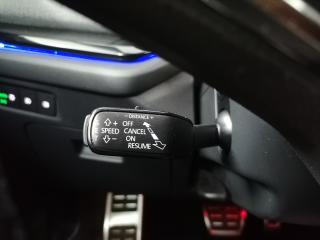 - DISTANCE +
+ OFF
SPEED CANCEL
- ON
RESUME